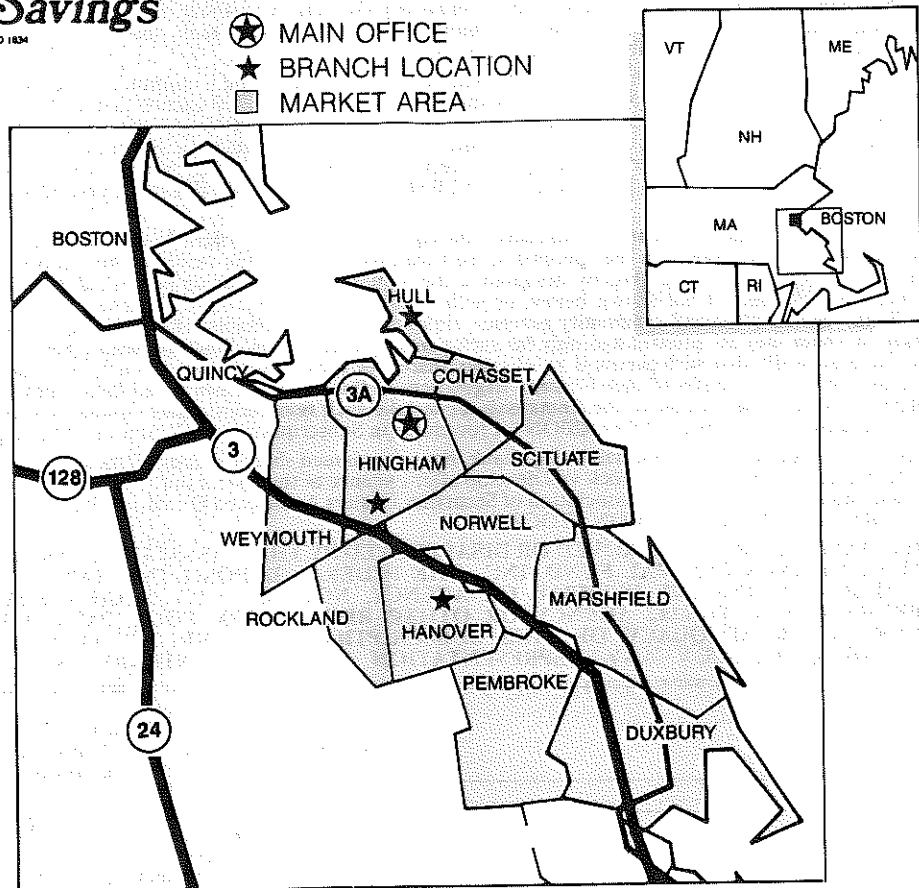 Savings
1834
MAIN OFFICE
BRANCH LOCATION
MARKET AREA
VT
ME
NH
MA
BOSTON
CT
RI
BOSTON
HULL
QUINCY
COHASSET
3A
3
HINGHAM
SCITUATE
128
NORWELL
WEYMOUTH
MARSHFIELD
ROCKLAND
HANOVER
PEMBROKE
24
DUXBURY